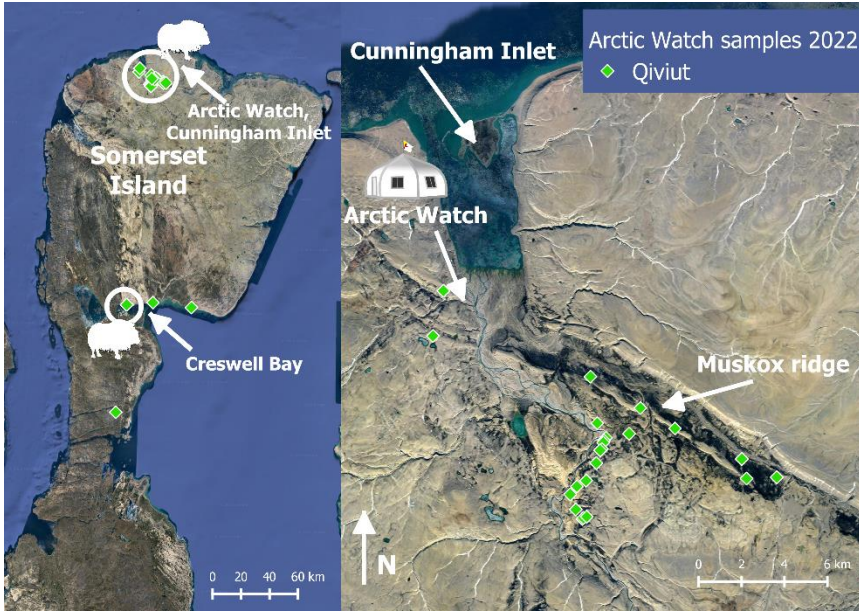 Arctic Watch,
Cunningham Inlet
Somerset
Island
Creswell Bay
0 20 40 60 km
Cunningham Inlet
Arctic Watch samples 2022
Qiviut
Arctic Watch
Muskox ridge
N
0 2 4 6 km